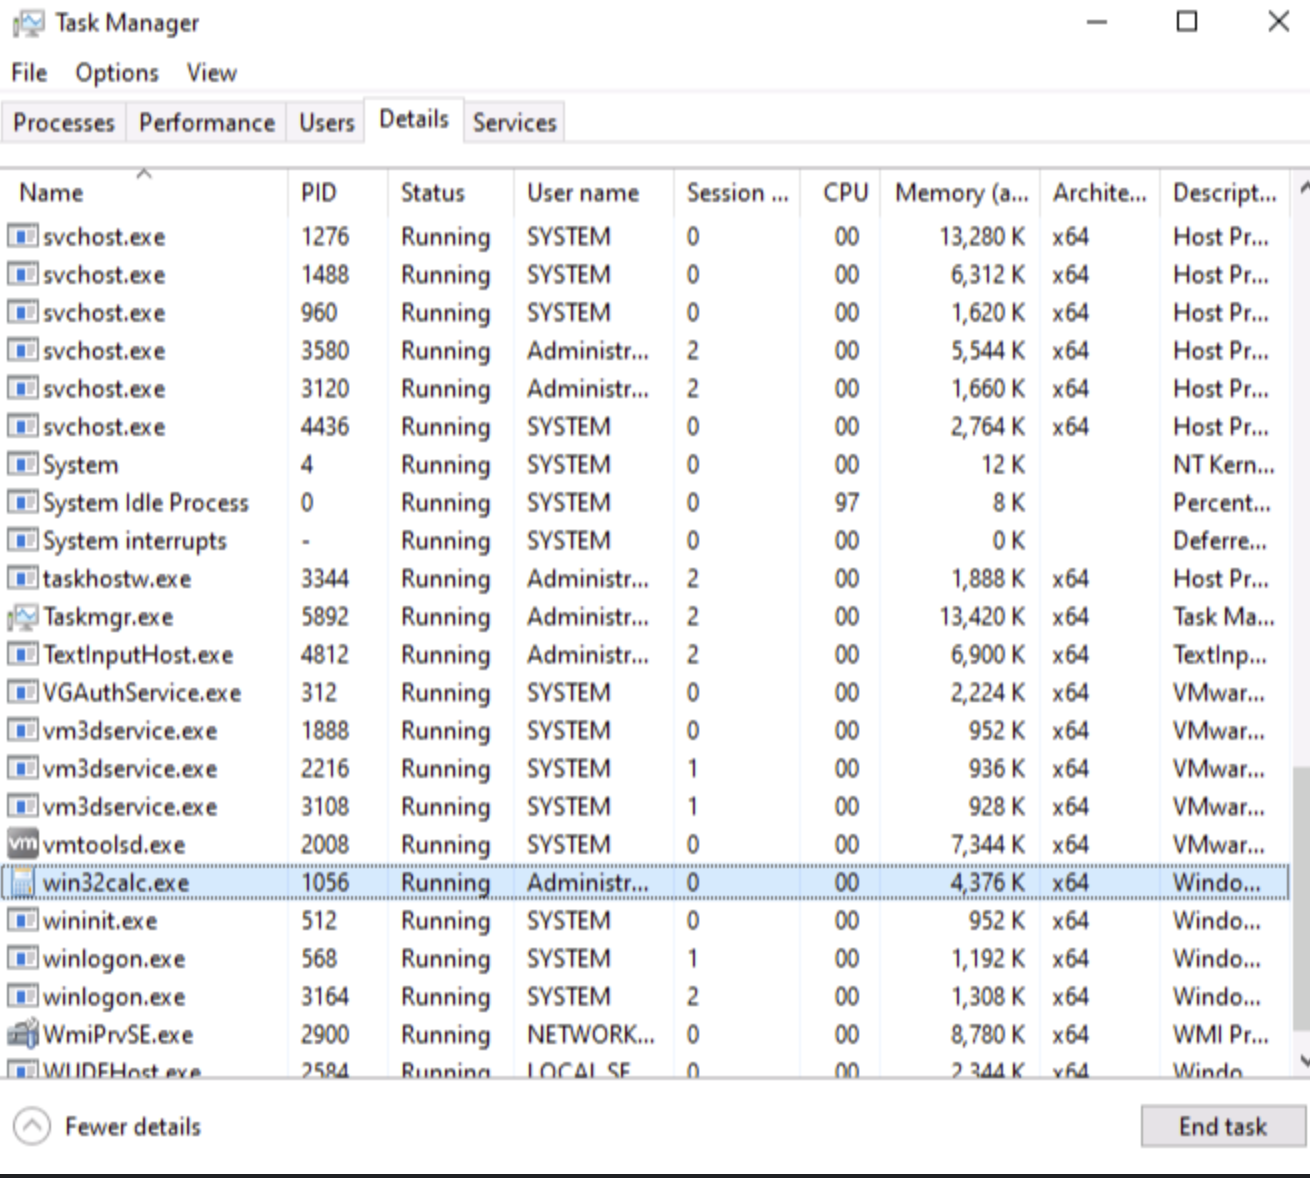 Task Manager
File Options View
Processes Performance Users Details Services
Name PID Status User name Session ... CPU Memory (a... Archite... Descript...
svchost.exe 1276 Running SYSTEM 0 00 13,280 K x64 Host Pr...
svchost.exe 1488 Running SYSTEM 0 00 6,312 K x64 Host Pr...
svchost.exe 960 Running SYSTEM 0 00 1,620 K x64 Host Pr...
svchost.exe 3580 Running Administr... 2 00 5,544 K x64 Host Pr...
svchost.exe 3120 Running Administr... 2 00 1,660 K x64 Host Pr...
svchost.exe 4436 Running SYSTEM 0 00 2,764 K x64 Host Pr...
System 4 Running SYSTEM 0 00 12 K NT Kern...
System Idle Process 0 Running SYSTEM 0 97 8 K Percent...
System interrupts - Running SYSTEM 0 00 0 K Deferre...
taskhostw.exe 3344 Running Administr... 2 00 1,888 K x64 Host Pr...
Taskmgr.exe 5892 Running Administr... 2 00 13,420 K x64 Task Ma...
TextInputHost.exe 4812 Running Administr... 2 00 6,900 K x64 TextInp...
VGAuthService.exe 312 Running SYSTEM 0 00 2,224 K x64 VMwar...
vm3dservice.exe 1888 Running SYSTEM 0 00 952 K x64 VMwar...
vm3dservice.exe 2216 Running SYSTEM 1 00 936 K x64 VMwar...
vm3dservice.exe 3108 Running SYSTEM 1 00 928 K x64 VMwar...
vm vmtoolsd.exe 2008 Running SYSTEM 0 00 7,344 K x64 VMwar...
win32calc.exe 1056 Running Administr... 0 00 4,376 K x64 Windo...
wininit.exe 512 Running SYSTEM 0 00 952 K x64 Windo...
winlogon.exe 568 Running SYSTEM 1 00 1,192 K x64 Windo...
winlogon.exe 3164 Running SYSTEM 2 00 1,308 K x64 Windo...
WmiPrvSE.exe 2900 Running NETWORK... 0 00 8,780 K x64 WMI Pr...
WUDFHost.exe 2584 Running LOCAL SE 0 00 2,344 K x64 Windo
Fewer details End task